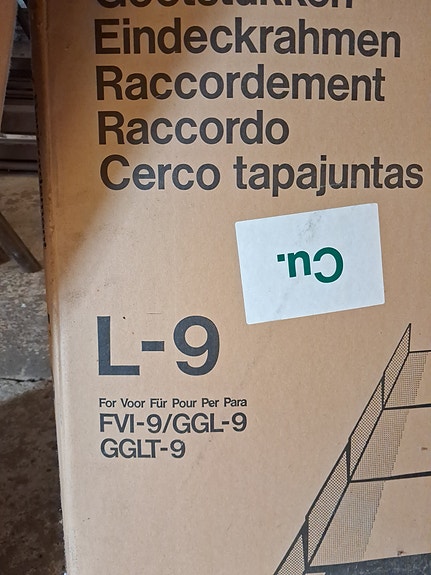 Gootstukken
Eindeckrahmen
Raccordement
Raccordo
Cerco tapajuntas
Cu.
L-9
For Voor Für Pour Per Para
FVI-9/GGL-9
GGLT-9